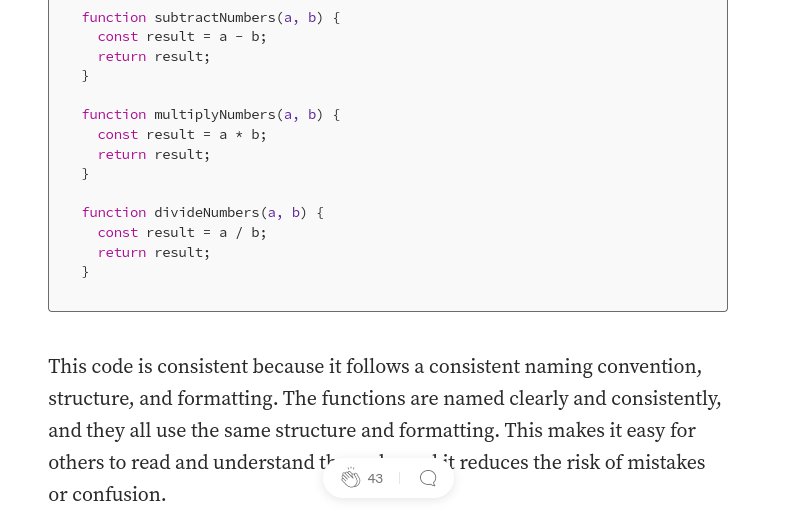 function subtractNumbers(a, b) {
const result = a - b;
return result;
}
function multiplyNumbers(a, b) {
const result = a * b;
return result;
}
function divideNumbers(a, b) {
const result = a / b;
return result;
}
This code is consistent because it follows a consistent naming convention,
structure, and formatting. The functions are named clearly and consistently,
and they all use the same structure and formatting. This makes it easy for
others to read and understand it reduces the risk of mistakes
or confusion.
43